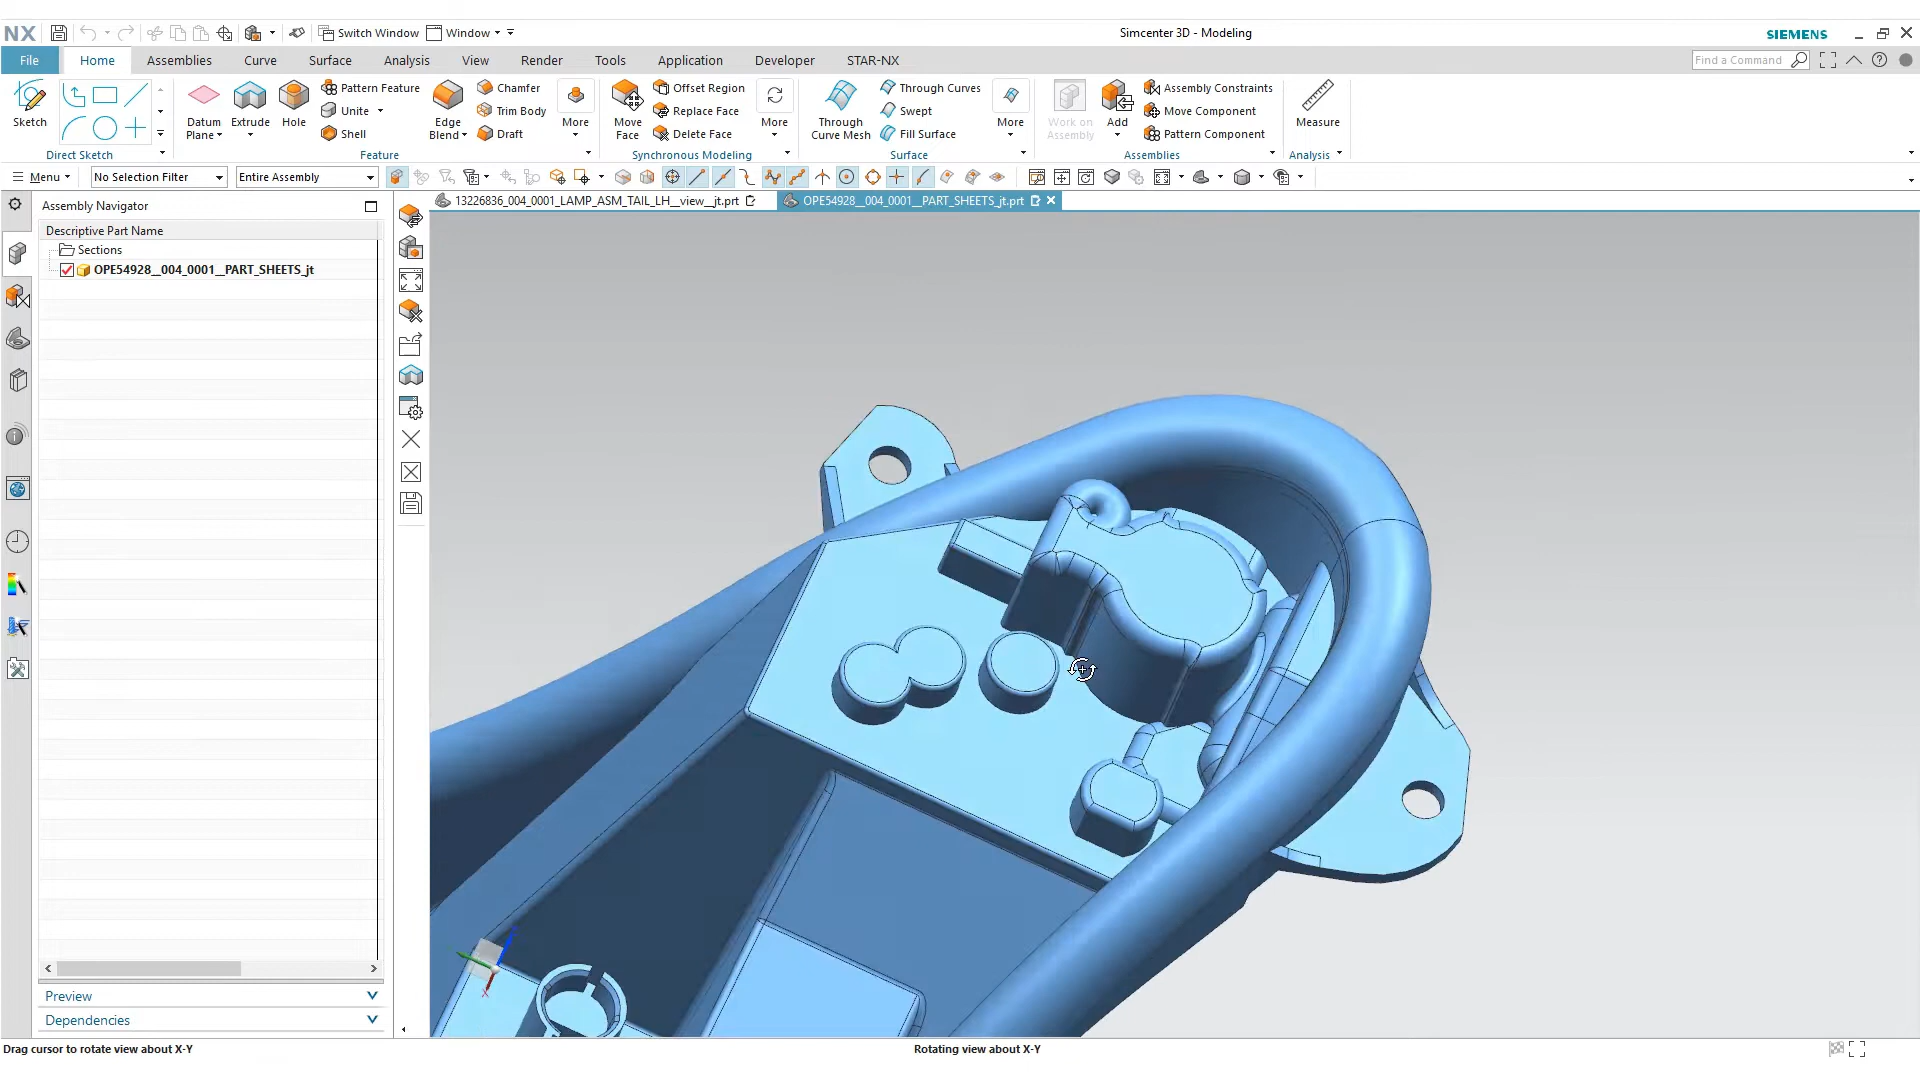 NX
Switch Window
Window
Simcenter 3D - Modeling
SIEMENS
File
Home
Assemblies
Curve
Surface
Analysis
View
Render
Tools
Application
Developer
STAR-NX
Find a Command
Sketch
Datum
Plane
Extrude
Hole
Pattern Feature
Unite
Shell
Edge
Blend
Chamfer
Trim Body
Draft
More
Move
Face
Offset Region
Replace Face
Delete Face
More
Through
Curve Mesh
Through Curves
Swept
Fill Surface
More
Work on
Assembly
Add
Assembly Constraints
Move Component
Pattern Component
Measure
Direct Sketch
Feature
Synchronous Modeling
Surface
Assemblies
Analysis
Menu
No Selection Filter
Entire Assembly
Assembly Navigator
13226836_004_0001_LAMP_ASM_TAIL_LH__view__jt.prt
OPE54928__004_0001__PART_SHEETS_jt.prt
Descriptive Part Name
Sections
OPE54928__004_0001__PART_SHEETS_jt
X
Preview
Dependencies
Drag cursor to rotate view about X-Y
Rotating view about X-Y